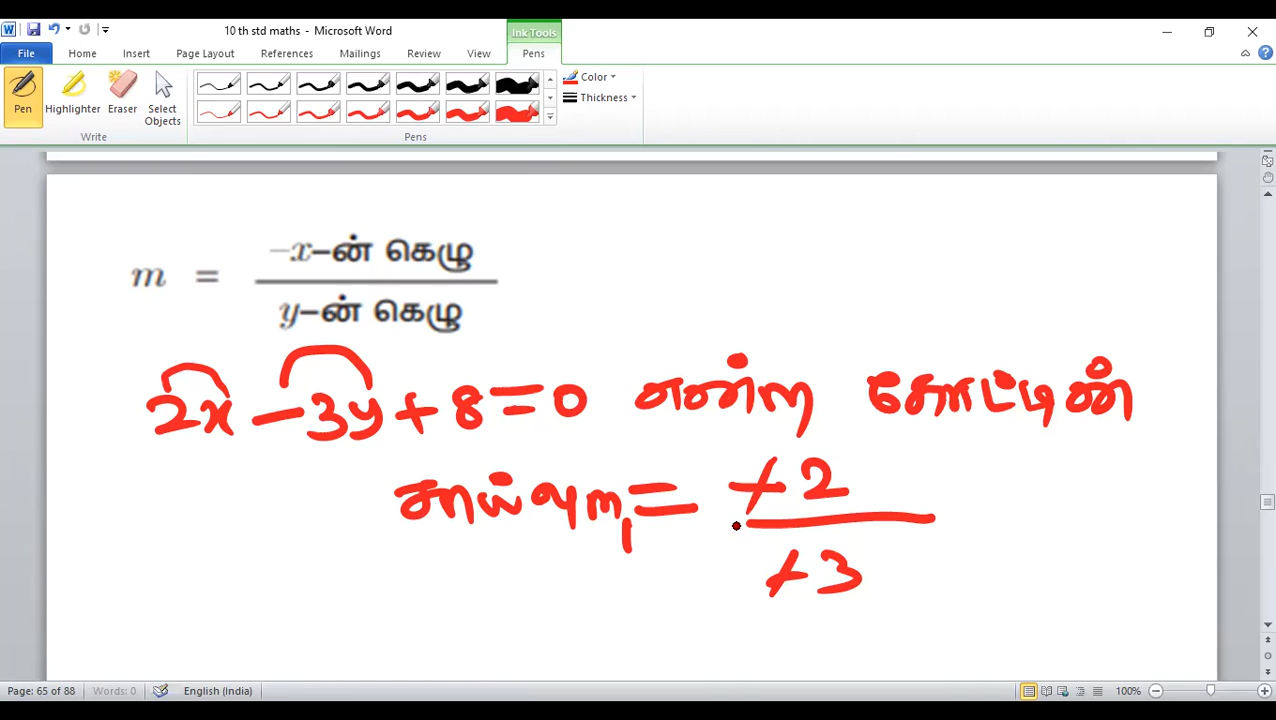 10 th std maths - Microsoft Word
Ink Tools
File Home Insert Page Layout References Mailings Review View Pens
Pen Highlighter Eraser Select Objects
Color
Thickness
Write Pens
m = –x–ன் கெழு
y–ன் கெழு
2x – 3y + 8 = 0 என்ற கோட்டின்
சாய்வு m₁ = –2
–3
Page: 65 of 88 Words: 0 English (India) 100%